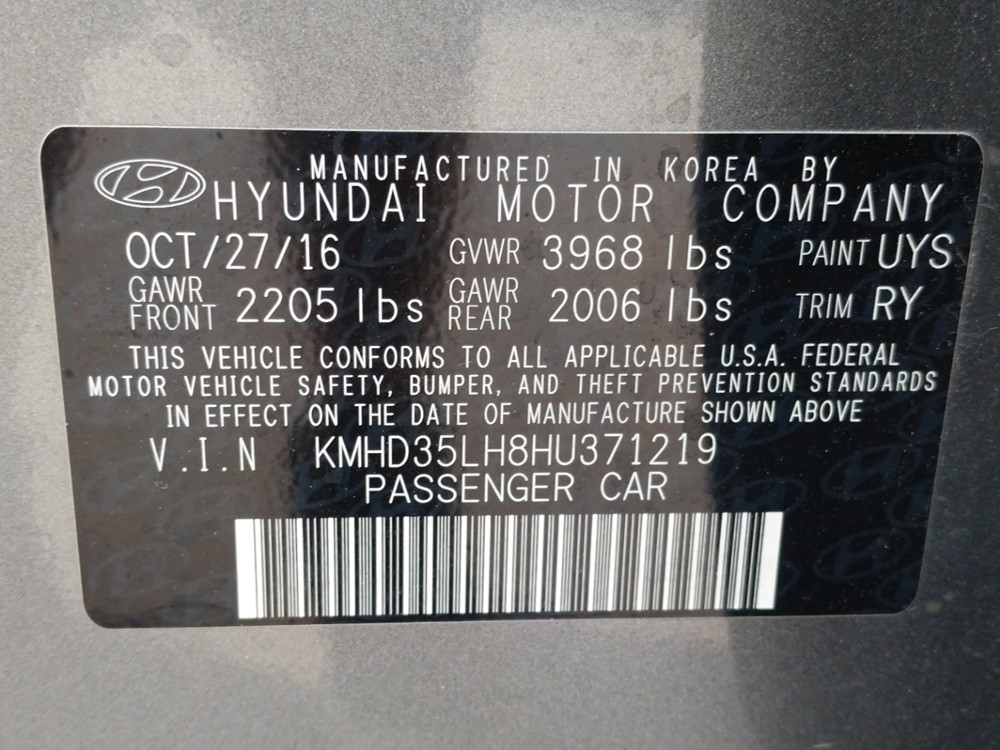 MANUFACTURED IN KOREA BY
HYUNDAI MOTOR COMPANY
OCT/27/16 GVWR 3968 lbs PAINT UYS
GAWR FRONT 2205 lbs GAWR REAR 2006 lbs TRIM RY
THIS VEHICLE CONFORMS TO ALL APPLICABLE U.S.A. FEDERAL
MOTOR VEHICLE SAFETY, BUMPER, AND THEFT PREVENTION STANDARDS
IN EFFECT ON THE DATE OF MANUFACTURE SHOWN ABOVE
V.I.N KMHD35LH8HU371219
PASSENGER CAR